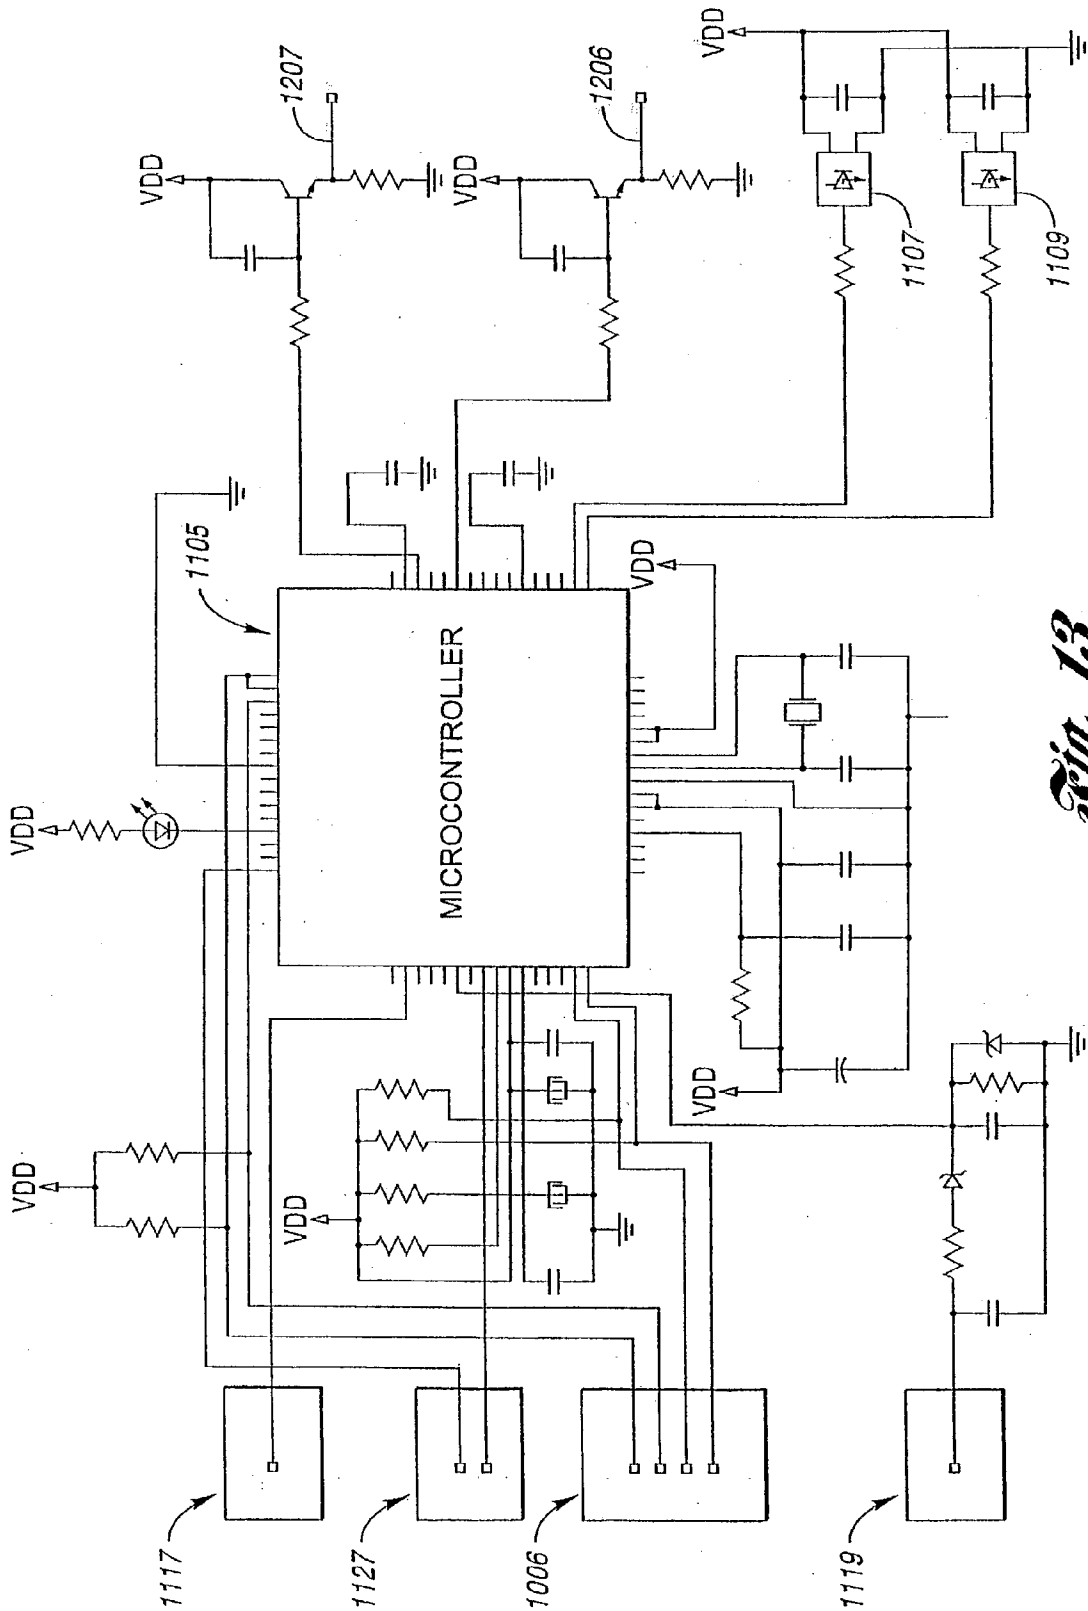 VDD
1207
VDD
1206
VDD
1107
1109
VDD
1105
VDD
MICROCONTROLLER
VDD
VDD
VDD
VDD
1117
1127
1006
1119
Fig. 13